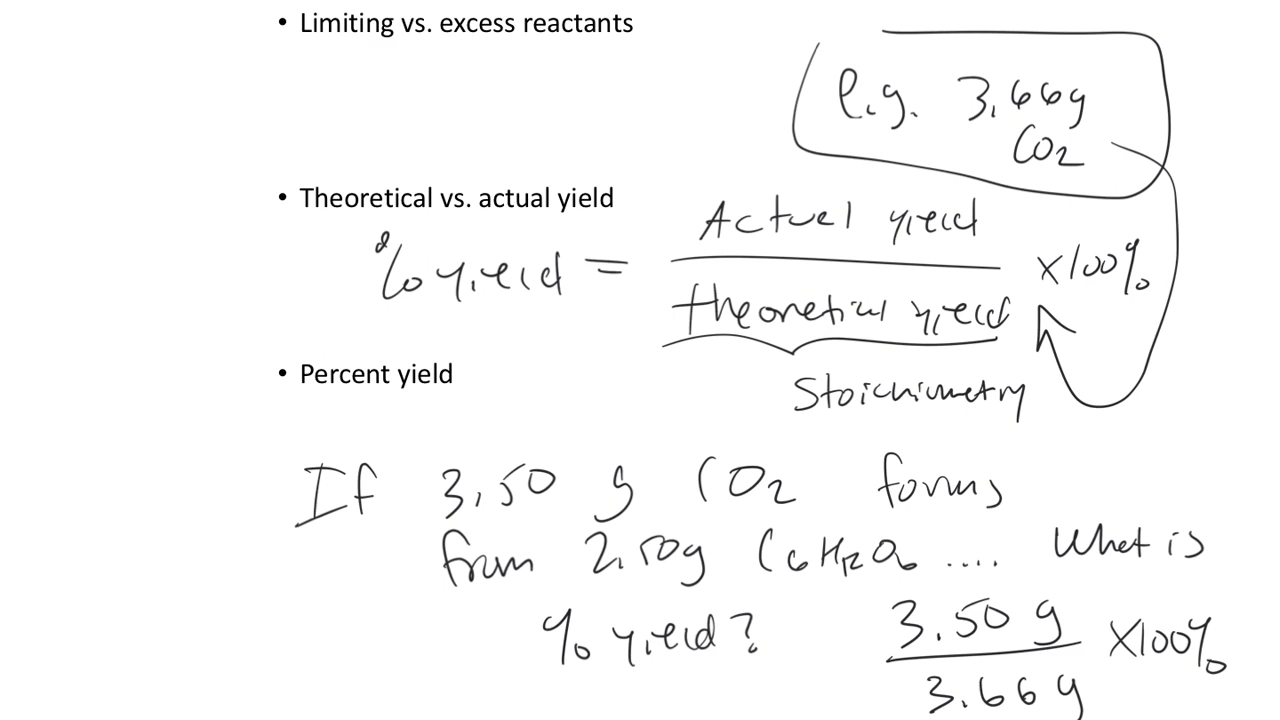 • Limiting vs. excess reactants
e.g. 3.66g
CO2
• Theoretical vs. actual yield
Actual yield
% yield = ×100%
theoretical yield
• Percent yield
Stoichiometry
If 3.50 g CO2 forms
from 2.50g C6H12O6 .... What is
% yield? 3.50 g ×100%
3.66 g